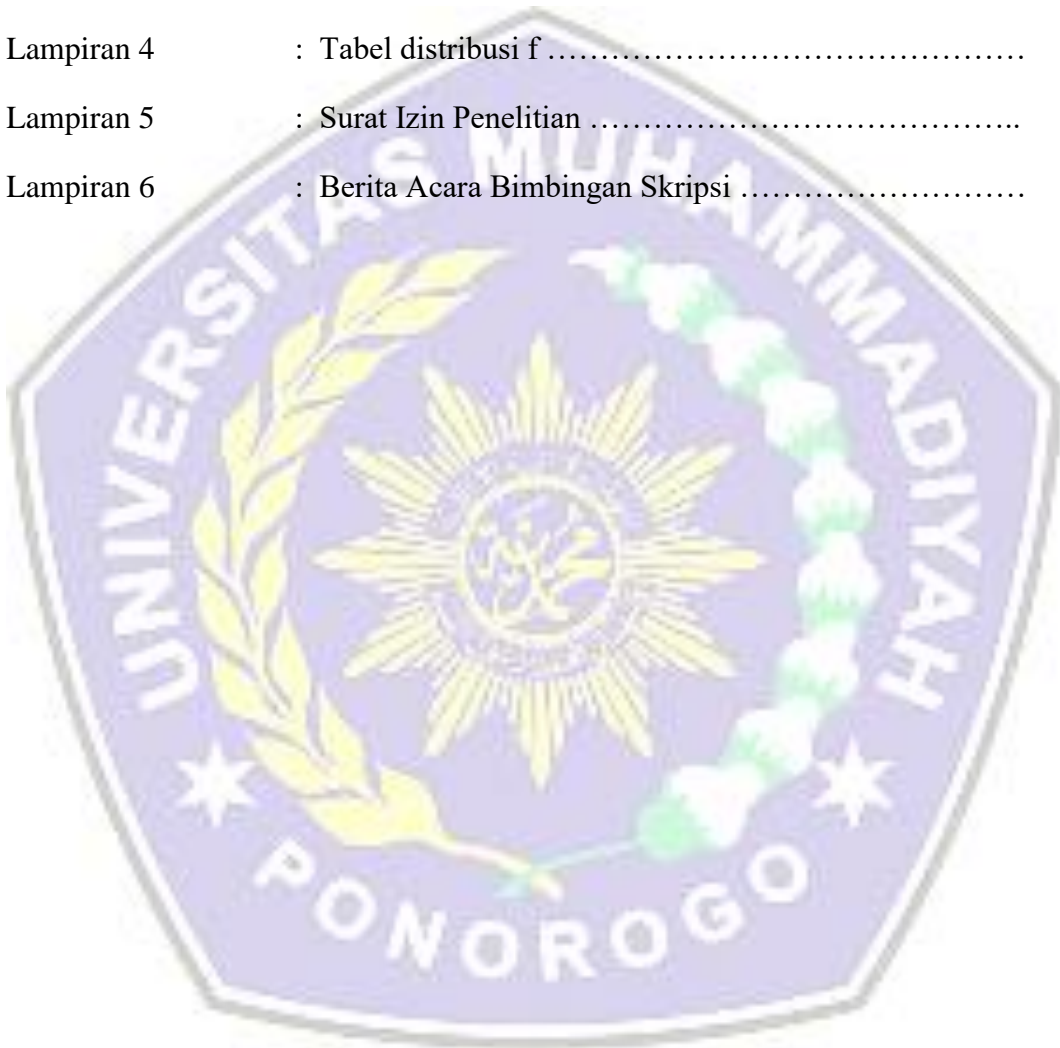 Lampiran 4 : Tabel distribusi f ………………………………………
Lampiran 5 : Surat Izin Penelitian …………………………………..
Lampiran 6 : Berita Acara Bimbingan Skripsi ………………………
UNIVERSITAS MUHAMMADIYAH
PONOROGO